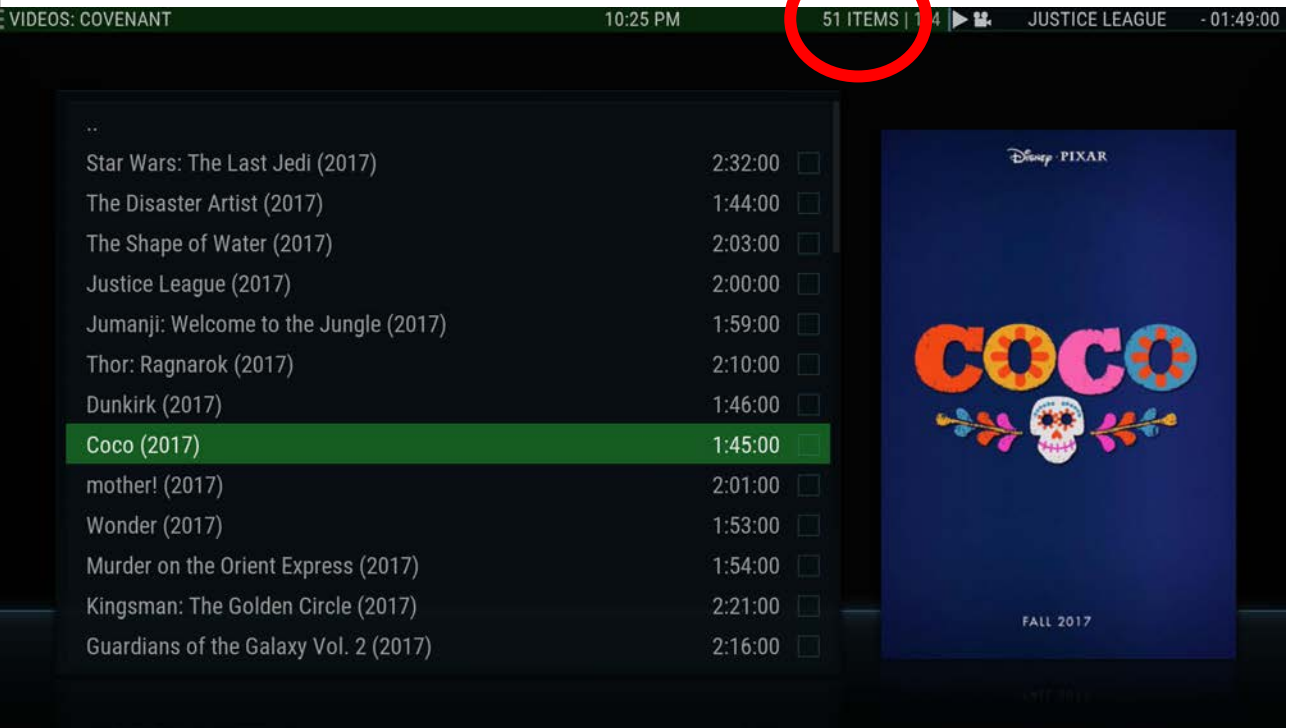 VIDEOS: COVENANT 10:25 PM 51 ITEMS | JUSTICE LEAGUE - 01:49:00
..
Star Wars: The Last Jedi (2017) 2:32:00
The Disaster Artist (2017) 1:44:00
The Shape of Water (2017) 2:03:00
Justice League (2017) 2:00:00
Jumanji: Welcome to the Jungle (2017) 1:59:00
Thor: Ragnarok (2017) 2:10:00
Dunkirk (2017) 1:46:00
Coco (2017) 1:45:00
mother! (2017) 2:01:00
Wonder (2017) 1:53:00
Murder on the Orient Express (2017) 1:54:00
Kingsman: The Golden Circle (2017) 2:21:00
Guardians of the Galaxy Vol. 2 (2017) 2:16:00
Disney · PIXAR
COCO
FALL 2017